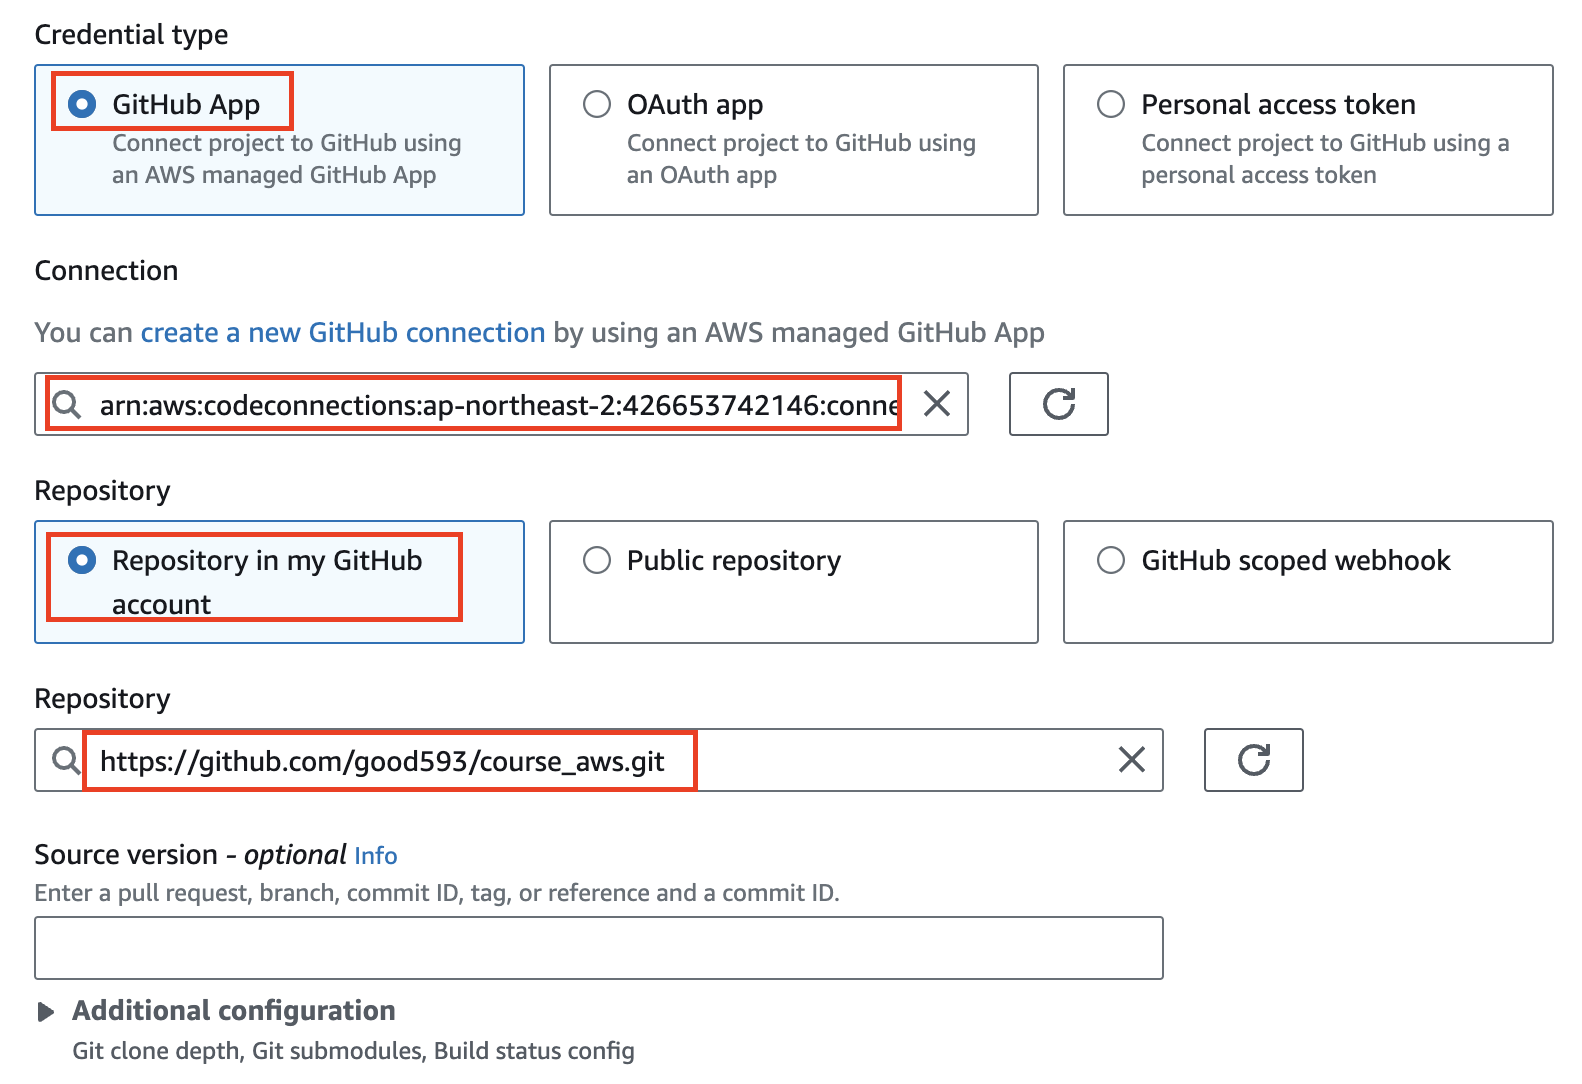 Credential type
GitHub App
Connect project to GitHub using
an AWS managed GitHub App
OAuth app
Connect project to GitHub using
an OAuth app
Personal access token
Connect project to GitHub using a
personal access token
Connection
You can create a new GitHub connection by using an AWS managed GitHub App
arn:aws:codeconnections:ap-northeast-2:426653742146:conne
Repository
Repository in my GitHub
account
Public repository
GitHub scoped webhook
Repository
https://github.com/good593/course_aws.git
Source version - optional Info
Enter a pull request, branch, commit ID, tag, or reference and a commit ID.
Additional configuration
Git clone depth, Git submodules, Build status config